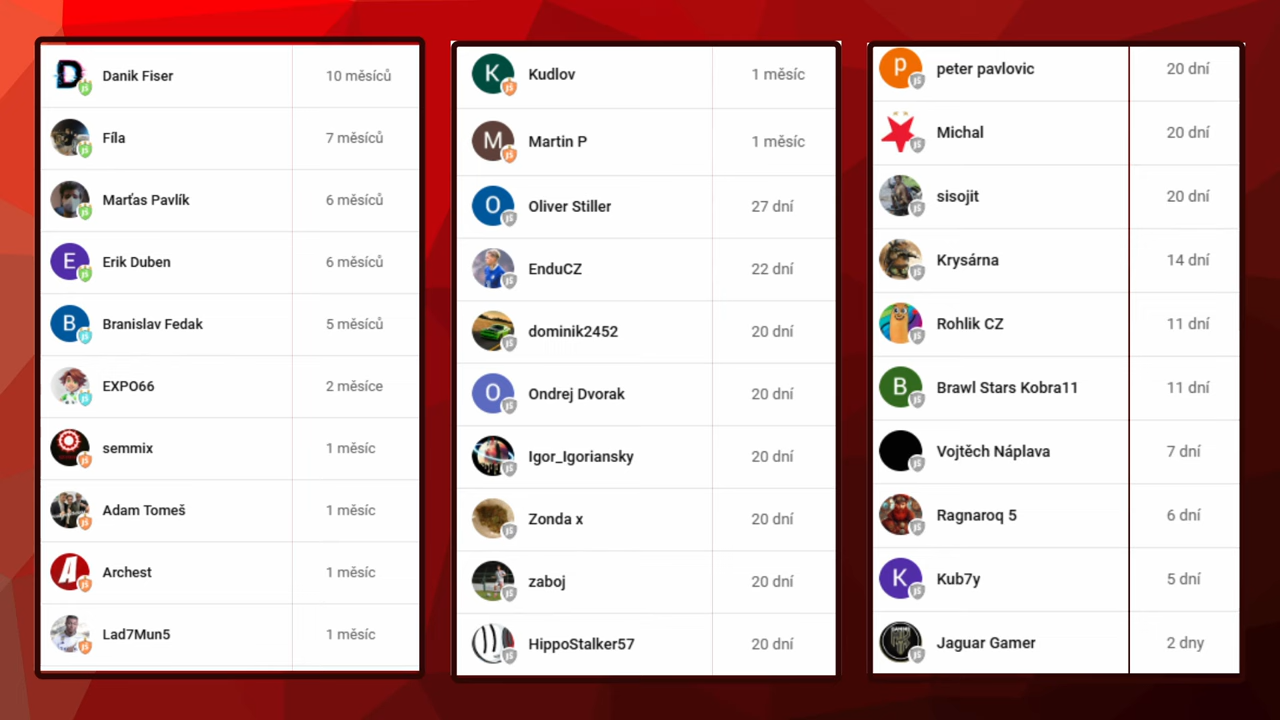 Danik Fiser 10 měsíců
Fíla 7 měsíců
Marťas Pavlík 6 měsíců
E Erik Duben 6 měsíců
B Branislav Fedak 5 měsíců
EXPO66 2 měsíce
semmix 1 měsíc
Adam Tomeš 1 měsíc
Archest 1 měsíc
Lad7Mun5 1 měsíc
K Kudlov 1 měsíc
M Martin P 1 měsíc
O Oliver Stiller 27 dní
EnduCZ 22 dní
dominik2452 20 dní
O Ondrej Dvorak 20 dní
Igor_Igoriansky 20 dní
Zonda x 20 dní
zaboj 20 dní
HippoStalker57 20 dní
p peter pavlovic 20 dní
Michal 20 dní
sisojit 20 dní
Krysárna 14 dní
Rohlik CZ 11 dní
B Brawl Stars Kobra11 11 dní
Vojtěch Náplava 7 dní
Ragnaroq 5 6 dní
K Kub7y 5 dní
Jaguar Gamer 2 dny